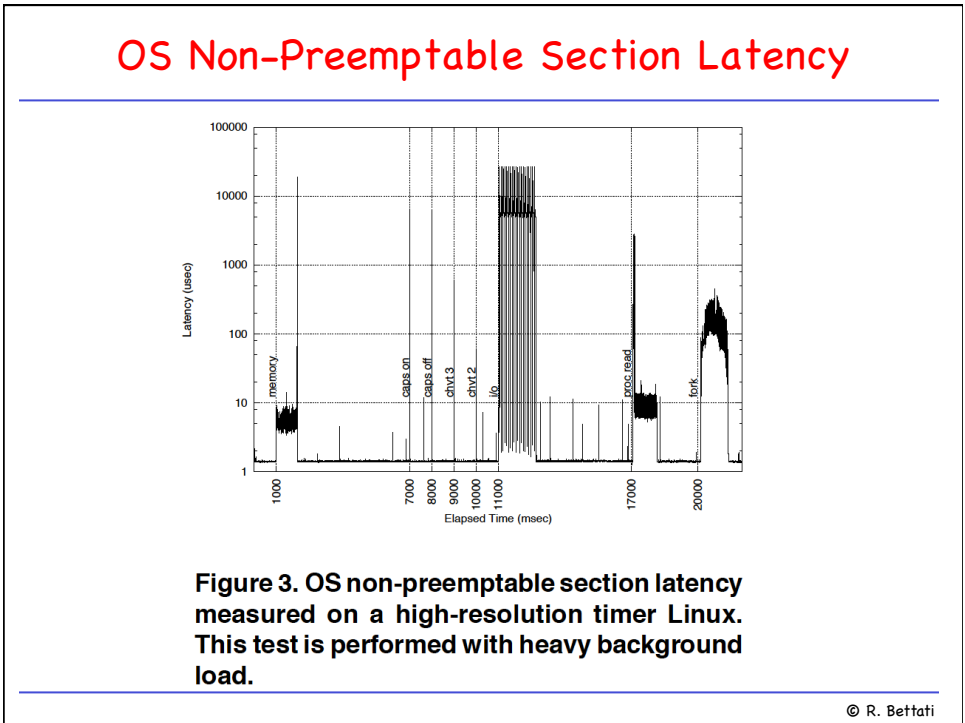 OS Non-Preemptable Section Latency
100000
10000
1000
100
10
1
Latency (usec)
memory
caps on
caps off
chvt 3
chvt 2
i/o
proc read
fork
1000
7000
8000
9000
10000
11000
17000
20000
Elapsed Time (msec)
Figure 3. OS non-preemptable section latency
measured on a high-resolution timer Linux.
This test is performed with heavy background
load.
© R. Bettati